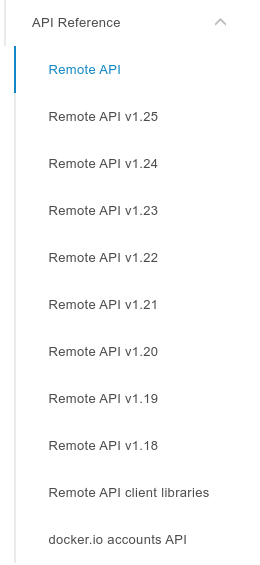 API Reference
Remote API
Remote API v1.25
Remote API v1.24
Remote API v1.23
Remote API v1.22
Remote API v1.21
Remote API v1.20
Remote API v1.19
Remote API v1.18
Remote API client libraries
docker.io accounts API